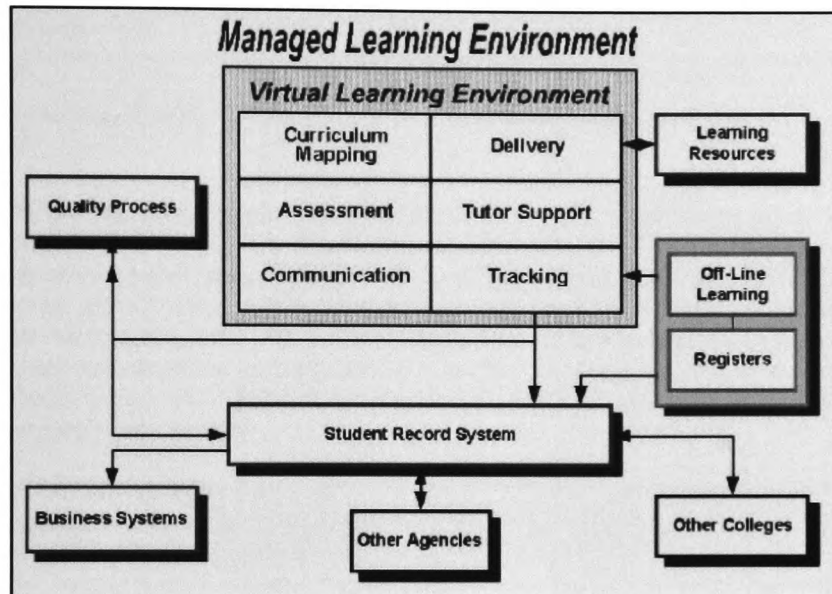 Managed Learning Environment
Virtual Learning Environment
Curriculum
Mapping
Delivery
Learning
Resources
Quality Process
Assessment
Tutor Support
Communication
Tracking
Off-Line
Learning
Registers
Student Record System
Business Systems
Other Agencies
Other Colleges